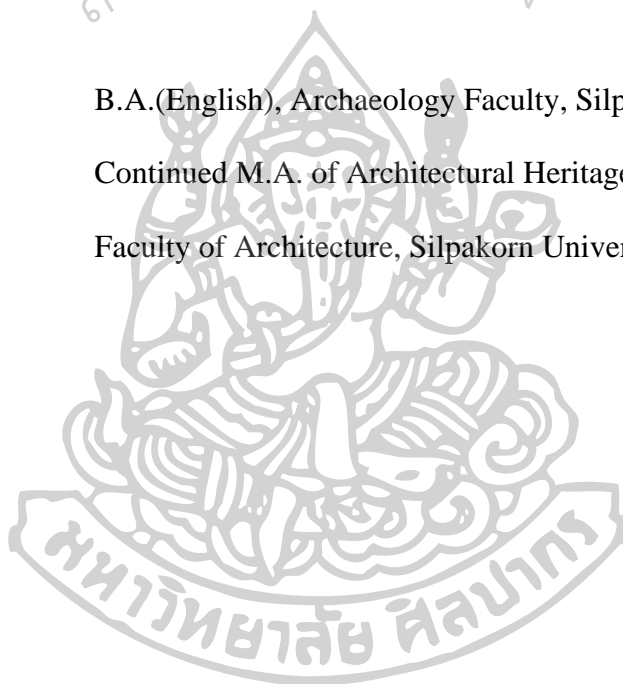 B.A.(English), Archaeology Faculty, Silp
Continued M.A. of Architectural Heritage
Faculty of Architecture, Silpakorn Univer
มหาวิทยาลัย ศิลปากร